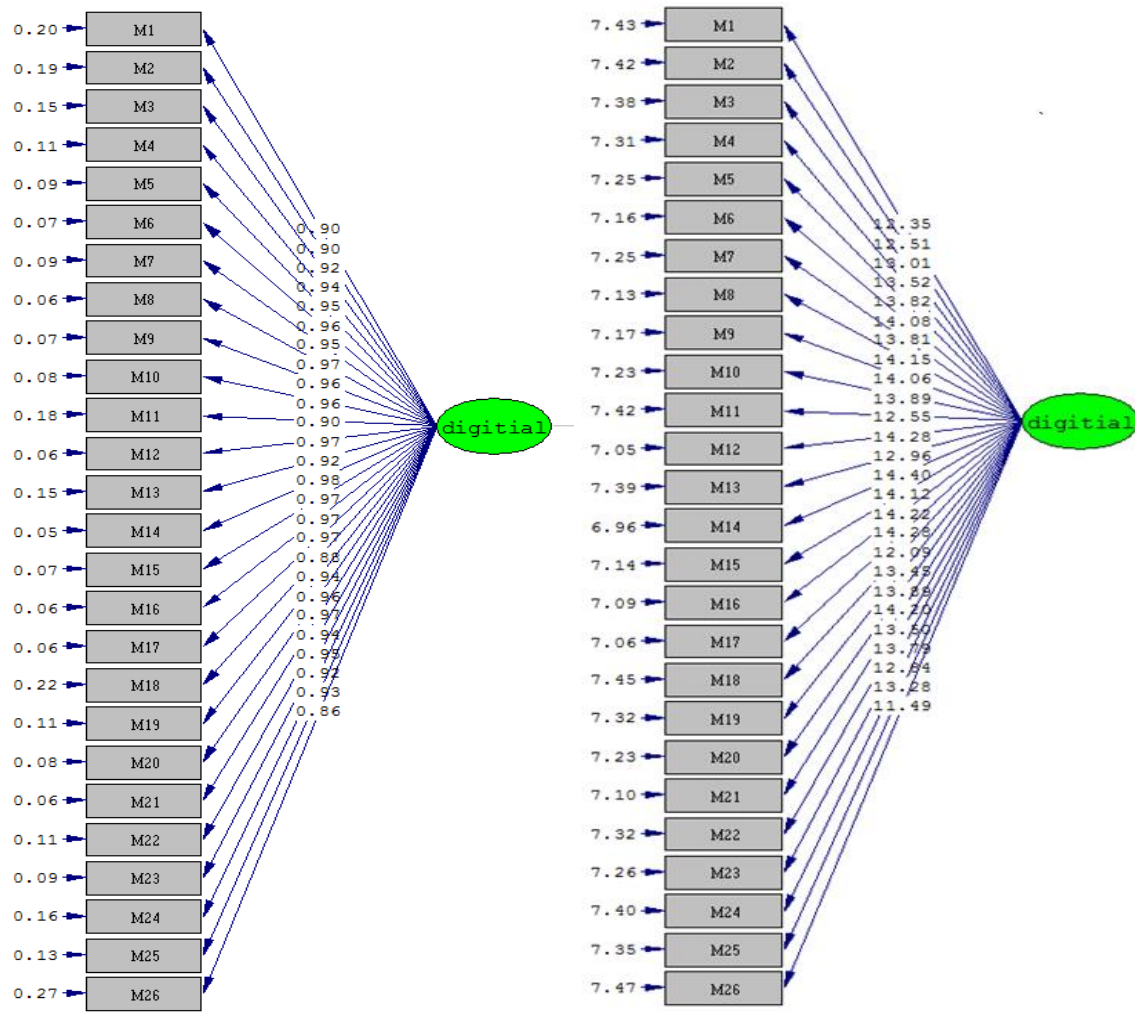 0.20 M1
0.19 M2
0.15 M3
0.11 M4
0.09 M5
0.07 M6
0.09 M7
0.06 M8
0.07 M9
0.08 M10
0.18 M11
0.06 M12
0.15 M13
0.05 M14
0.07 M15
0.06 M16
0.06 M17
0.22 M18
0.11 M19
0.08 M20
0.06 M21
0.11 M22
0.09 M23
0.16 M24
0.13 M25
0.27 M26
0.90
0.90
0.92
0.94
0.95
0.96
0.95
0.97
0.96
0.96
0.90
0.97
0.92
0.98
0.97
0.97
0.97
0.88
0.94
0.96
0.97
0.94
0.95
0.92
0.93
0.86
digitial
7.43 M1
7.42 M2
7.38 M3
7.31 M4
7.25 M5
7.16 M6
7.25 M7
7.13 M8
7.17 M9
7.23 M10
7.42 M11
7.05 M12
7.39 M13
6.96 M14
7.14 M15
7.09 M16
7.06 M17
7.45 M18
7.32 M19
7.23 M20
7.10 M21
7.32 M22
7.26 M23
7.40 M24
7.35 M25
7.47 M26
12.35
12.51
13.01
13.52
13.82
14.08
13.81
14.15
14.06
13.89
12.55
14.28
12.96
14.40
14.12
14.22
14.28
12.09
13.45
13.89
14.20
13.50
13.79
12.84
13.28
11.49
digitial